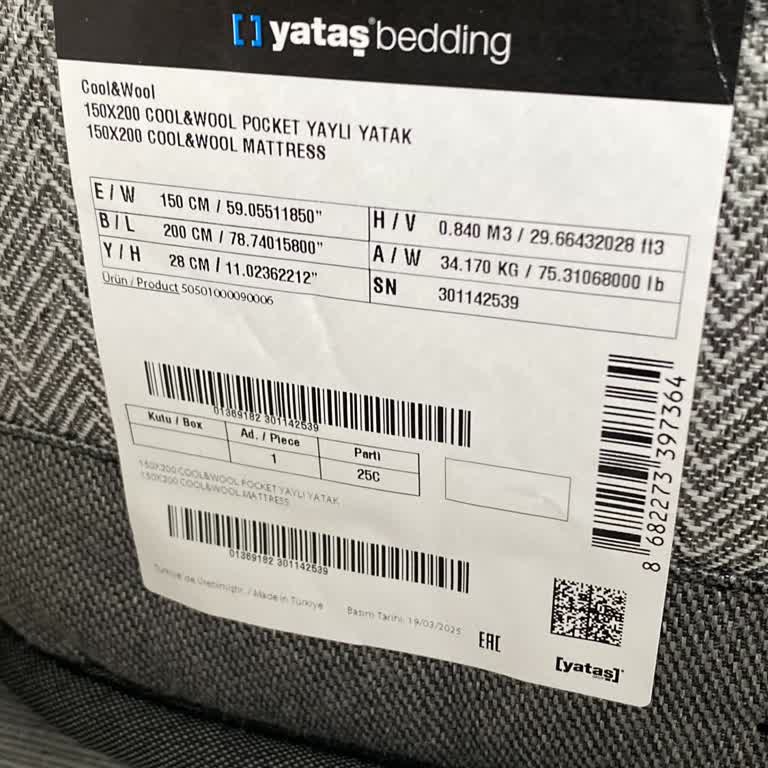 [ ] yataş bedding
Cool&Wool
150X200 COOL&WOOL POCKET YAYLI YATAK
150X200 COOL&WOOL MATTRESS
E / W 150 CM / 59.05511850" H / V 0.840 M3 / 29.66432028 ft3
B / L 200 CM / 78.74015800" A / W 34.170 KG / 75.31068000 lb
Y / H 28 CM / 11.02362212" SN 301142539
Ürün / Product 50501000090006
01369182 301142539
Kutu / Box Ad. / Piece Parti
1 25C
150X200 COOL&WOOL POCKET YAYLI YATAK
150X200 COOL&WOOL MATTRESS
01369182 301142539
8 682273 397364
Türkiye'de Üretilmiştir. / Made in Türkiye Basım Tarihi: 19/03/2025 EAC
[yataş]